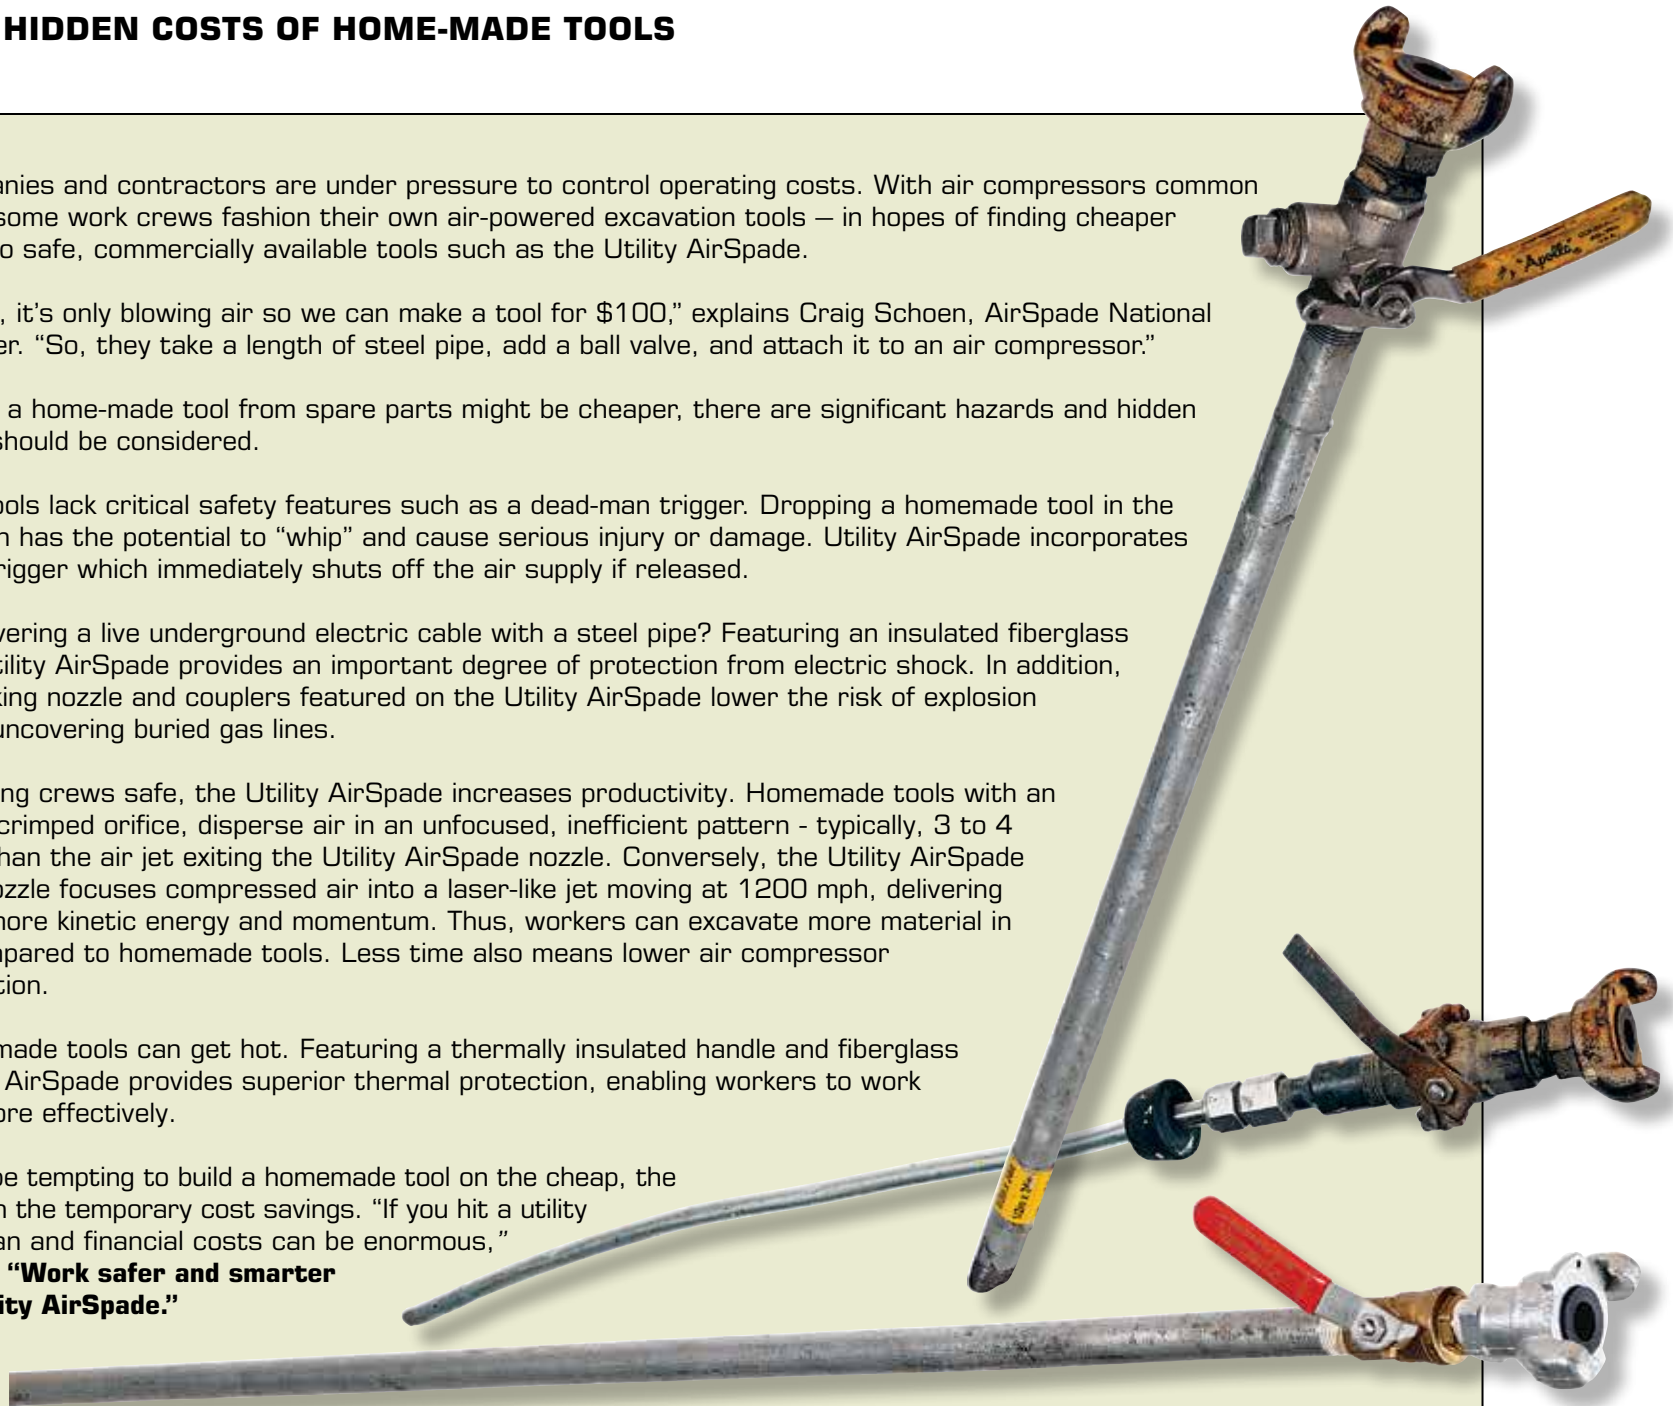 HIDDEN COSTS OF HOME-MADE TOOLS
anies and contractors are under pressure to control operating costs. With air compressors common
some work crews fashion their own air-powered excavation tools – in hopes of finding cheaper
o safe, commercially available tools such as the Utility AirSpade.
, it's only blowing air so we can make a tool for $100,” explains Craig Schoen, AirSpade National
er. “So, they take a length of steel pipe, add a ball valve, and attach it to an air compressor.”
a home-made tool from spare parts might be cheaper, there are significant hazards and hidden
should be considered.
ools lack critical safety features such as a dead-man trigger. Dropping a homemade tool in the
n has the potential to “whip” and cause serious injury or damage. Utility AirSpade incorporates
rigger which immediately shuts off the air supply if released.
vering a live underground electric cable with a steel pipe? Featuring an insulated fiberglass
tility AirSpade provides an important degree of protection from electric shock. In addition,
king nozzle and couplers featured on the Utility AirSpade lower the risk of explosion
uncovering buried gas lines.
ng crews safe, the Utility AirSpade increases productivity. Homemade tools with an
crimped orifice, disperse air in an unfocused, inefficient pattern - typically, 3 to 4
han the air jet exiting the Utility AirSpade nozzle. Conversely, the Utility AirSpade
ozzle focuses compressed air into a laser-like jet moving at 1200 mph, delivering
more kinetic energy and momentum. Thus, workers can excavate more material in
mpared to homemade tools. Less time also means lower air compressor
tion.
made tools can get hot. Featuring a thermally insulated handle and fiberglass
AirSpade provides superior thermal protection, enabling workers to work
ore effectively.
be tempting to build a homemade tool on the cheap, the
n the temporary cost savings. “If you hit a utility
an and financial costs can be enormous,”
“Work safer and smarter
ity AirSpade.”
"Apollo"